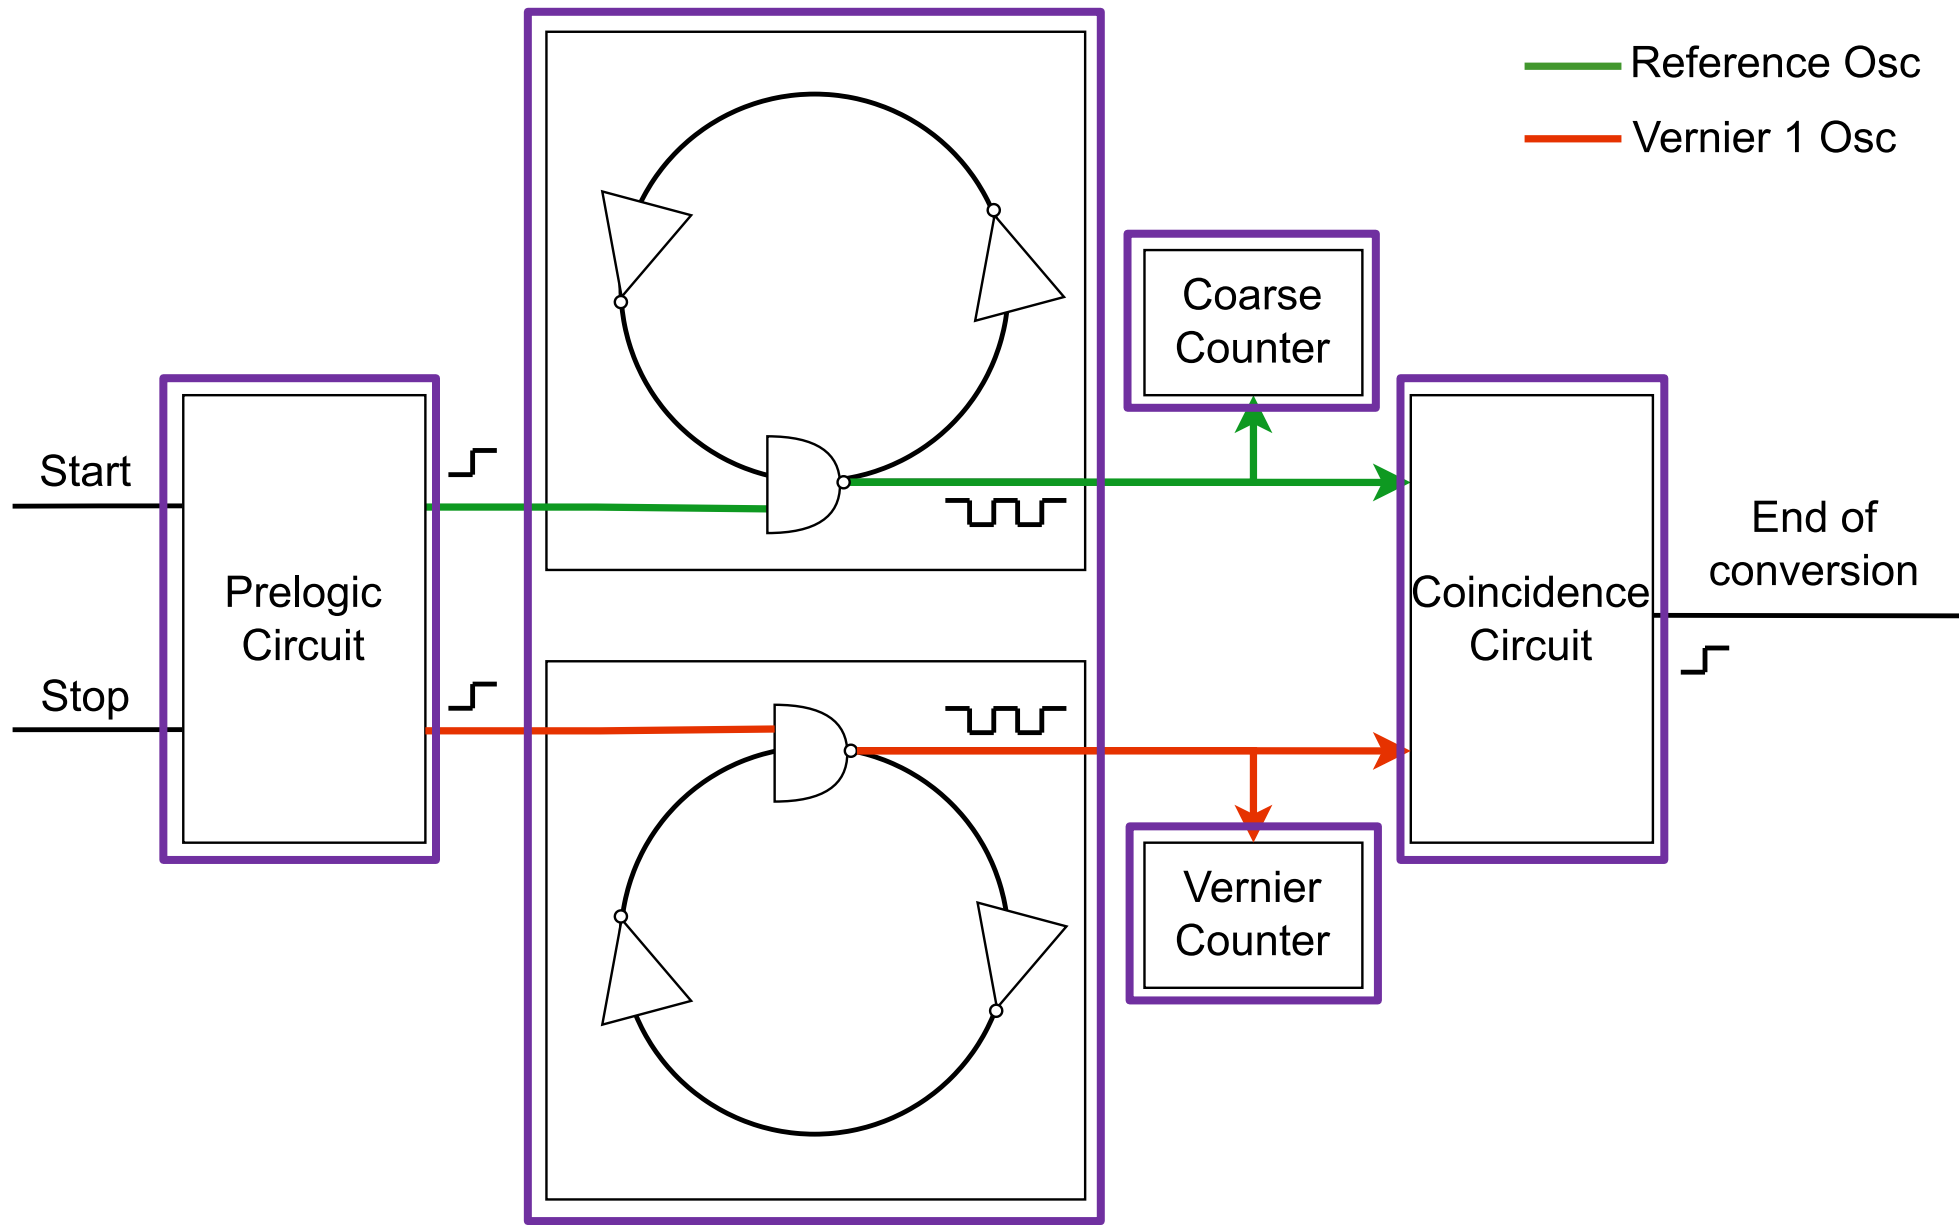 Reference Osc
Vernier 1 Osc
Coarse
Counter
Start
End of
conversion
Prelogic
Circuit
Coincidence
Circuit
Stop
Vernier
Counter